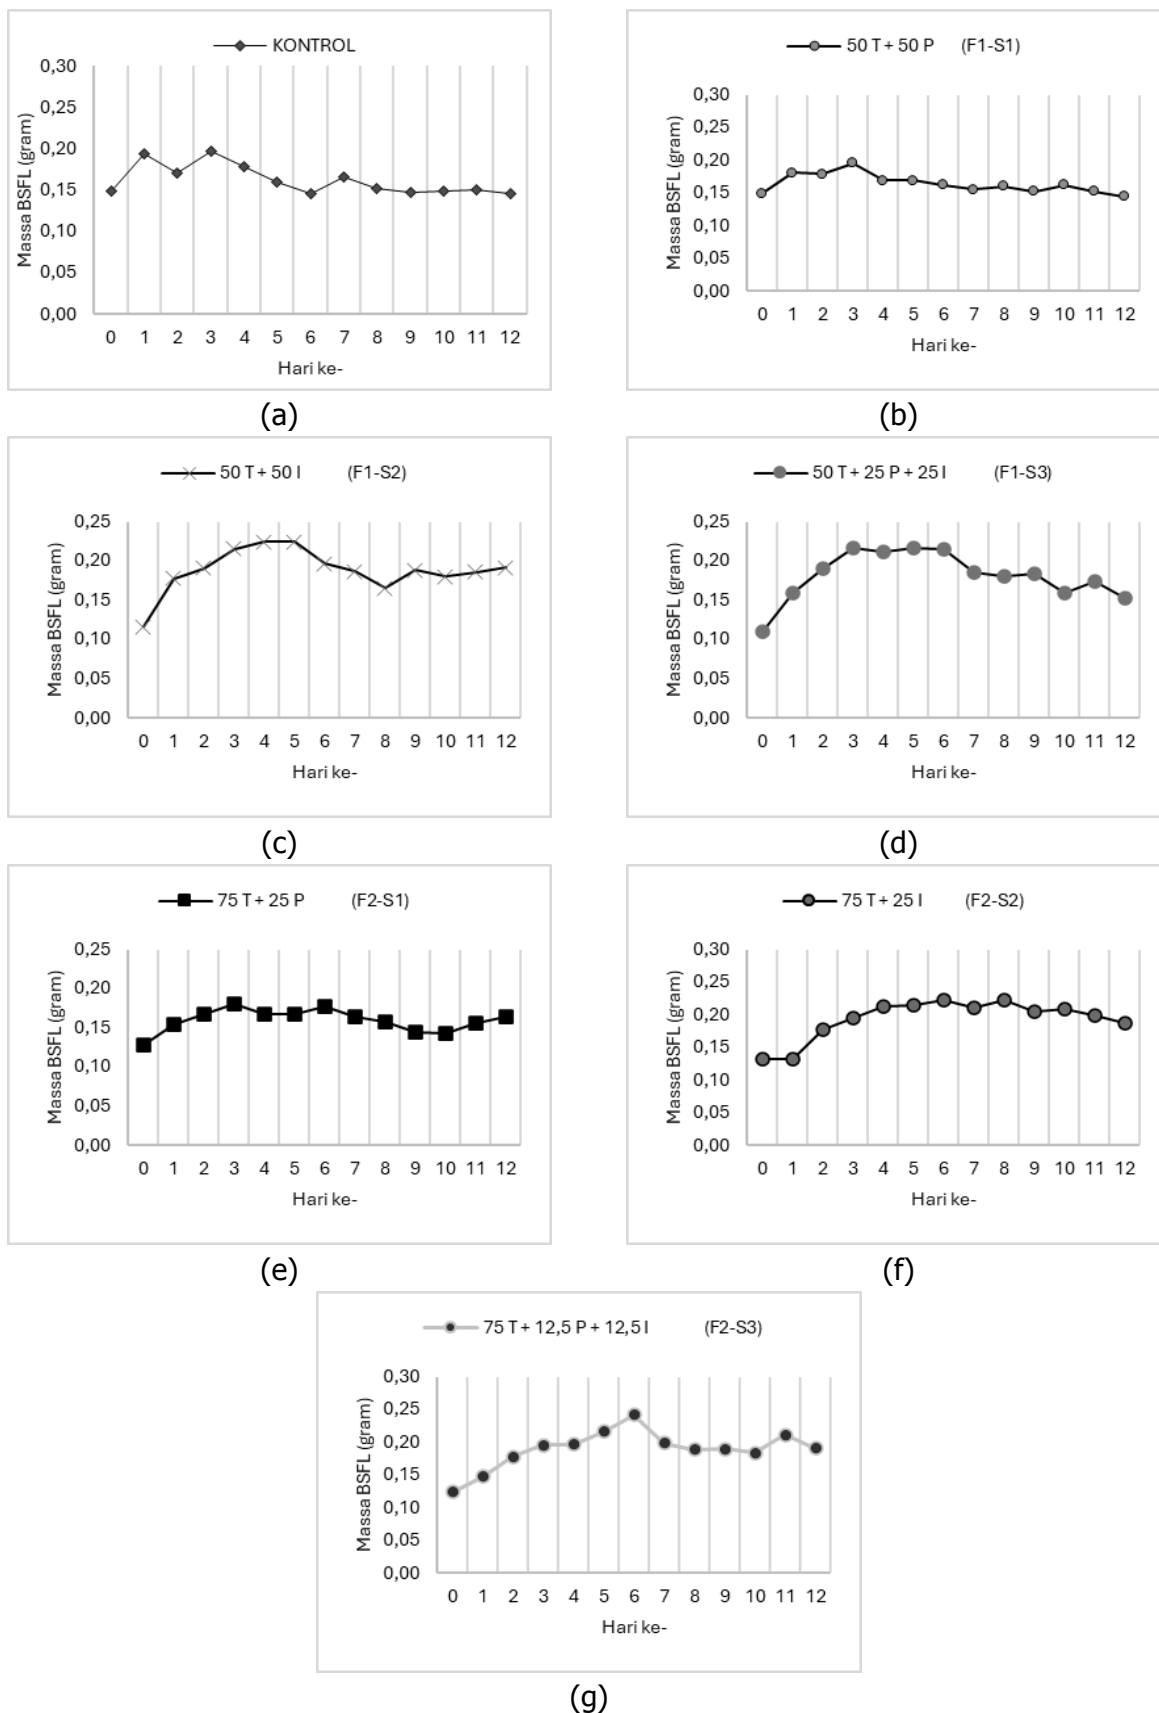 KONTROL
0,30
0,25
0,20
0,15
0,10
0,05
0,00
Massa BSFL (gram)
0 1 2 3 4 5 6 7 8 9 10 11 12
Hari ke-
(a)
50 T + 50 P (F1-S1)
0,30
0,25
0,20
0,15
0,10
0,05
0,00
Massa BSFL (gram)
0 1 2 3 4 5 6 7 8 9 10 11 12
Hari ke-
(b)
50 T + 50 I (F1-S2)
0,25
0,20
0,15
0,10
0,05
0,00
Massa BSFL (gram)
0 1 2 3 4 5 6 7 8 9 10 11 12
Hari ke-
(c)
50 T + 25 P + 25 I (F1-S3)
0,25
0,20
0,15
0,10
0,05
0,00
Massa BSFL (gram)
0 1 2 3 4 5 6 7 8 9 10 11 12
Hari ke-
(d)
75 T + 25 P (F2-S1)
0,25
0,20
0,15
0,10
0,05
0,00
Massa BSFL (gram)
0 1 2 3 4 5 6 7 8 9 10 11 12
Hari ke-
(e)
75 T + 25 I (F2-S2)
0,30
0,25
0,20
0,15
0,10
0,05
0,00
Massa BSFL (gram)
0 1 2 3 4 5 6 7 8 9 10 11 12
Hari ke-
(f)
75 T + 12,5 P + 12,5 I (F2-S3)
0,30
0,25
0,20
0,15
0,10
0,05
0,00
Massa BSFL (gram)
0 1 2 3 4 5 6 7 8 9 10 11 12
Hari ke-
(g)